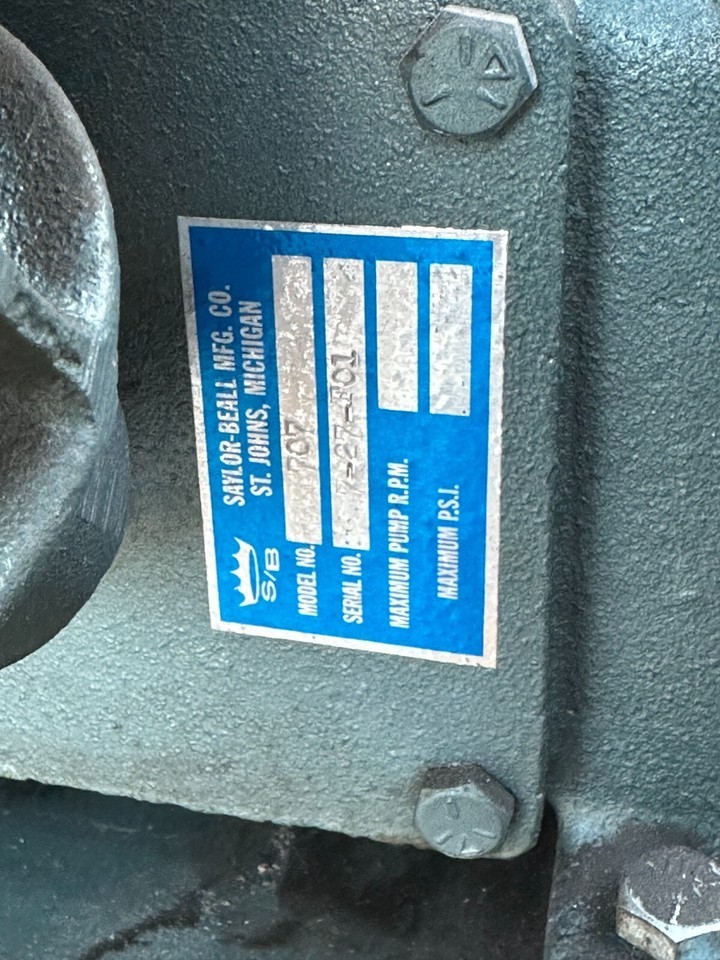 SAYLOR-BEALL MFG. CO.
ST. JOHNS, MICHIGAN
S/B
MODEL NO. 707
SERIAL NO.
MAXIMUM PUMP R.P.M.
MAXIMUM P.S.I.